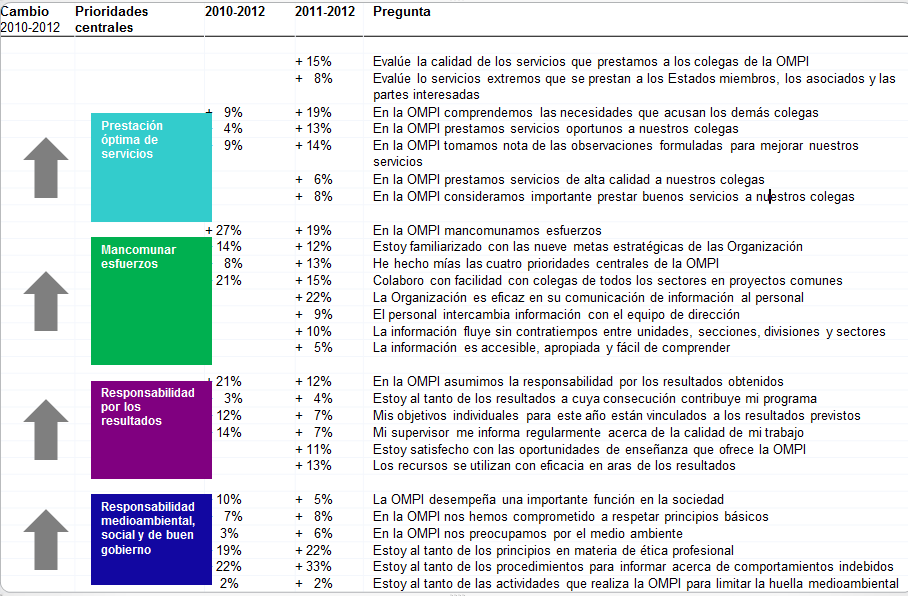 Cambio Prioridades 2010-2012 2011-2012 Pregunta
2010-2012 centrales
+ 15% Evalúe la calidad de los servicios que prestamos a los colegas de la OMPI
+ 8% Evalúe lo servicios extremos que se prestan a los Estados miembros, los asociados y las
partes interesadas
+ 9% + 19% En la OMPI comprendemos las necesidades que acusan los demás colegas
Prestación 4% + 13% En la OMPI prestamos servicios oportunos a nuestros colegas
óptima de 9% + 14% En la OMPI tomamos nota de las observaciones formuladas para mejorar nuestros
servicios servicios
+ 6% En la OMPI prestamos servicios de alta calidad a nuestros colegas
+ 8% En la OMPI consideramos importante prestar buenos servicios a nuestros colegas
+ 27% + 19% En la OMPI mancomunamos esfuerzos
Mancomunar 14% + 12% Estoy familiarizado con las nueve metas estratégicas de las Organización
esfuerzos 8% + 13% He hecho mías las cuatro prioridades centrales de la OMPI
21% + 15% Colaboro con facilidad con colegas de todos los sectores en proyectos comunes
+ 22% La Organización es eficaz en su comunicación de información al personal
+ 9% El personal intercambia información con el equipo de dirección
+ 10% La información fluye sin contratiempos entre unidades, secciones, divisiones y sectores
+ 5% La información es accesible, apropiada y fácil de comprender
21% + 12% En la OMPI asumimos la responsabilidad por los resultados obtenidos
Responsabilidad 3% + 4% Estoy al tanto de los resultados a cuya consecución contribuye mi programa
por los 12% + 7% Mis objetivos individuales para este año están vinculados a los resultados previstos
resultados 14% + 7% Mi supervisor me informa regularmente acerca de la calidad de mi trabajo
+ 11% Estoy satisfecho con las oportunidades de enseñanza que ofrece la OMPI
+ 13% Los recursos se utilizan con eficacia en aras de los resultados
10% + 5% La OMPI desempeña una importante función en la sociedad
Responsabilidad 7% + 8% En la OMPI nos hemos comprometido a respetar principios básicos
medioambiental, 3% + 6% En la OMPI nos preocupamos por el medio ambiente
social y de buen 19% + 22% Estoy al tanto de los principios en materia de ética profesional
gobierno 22% + 33% Estoy al tanto de los procedimientos para informar acerca de comportamientos indebidos
2% + 2% Estoy al tanto de las actividades que realiza la OMPI para limitar la huella medioambiental